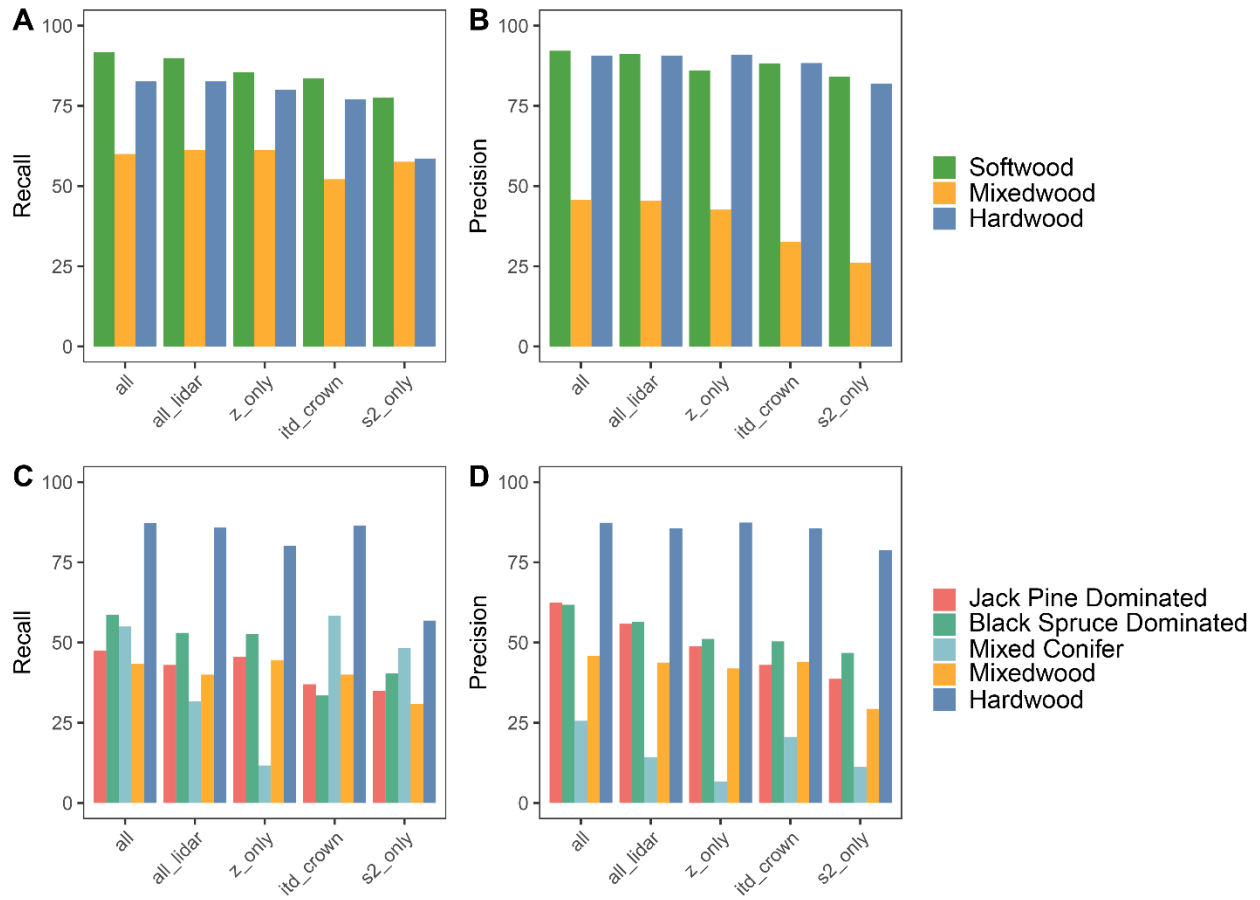 A
Recall
100
75
50
25
0
all
all_lidar
z_only
itd_crown
s2_only
B
Precision
100
75
50
25
0
all
all_lidar
z_only
itd_crown
s2_only
Softwood
Mixedwood
Hardwood
C
Recall
100
75
50
25
0
all
all_lidar
z_only
itd_crown
s2_only
D
Precision
100
75
50
25
0
all
all_lidar
z_only
itd_crown
s2_only
Jack Pine Dominated
Black Spruce Dominated
Mixed Conifer
Mixedwood
Hardwood